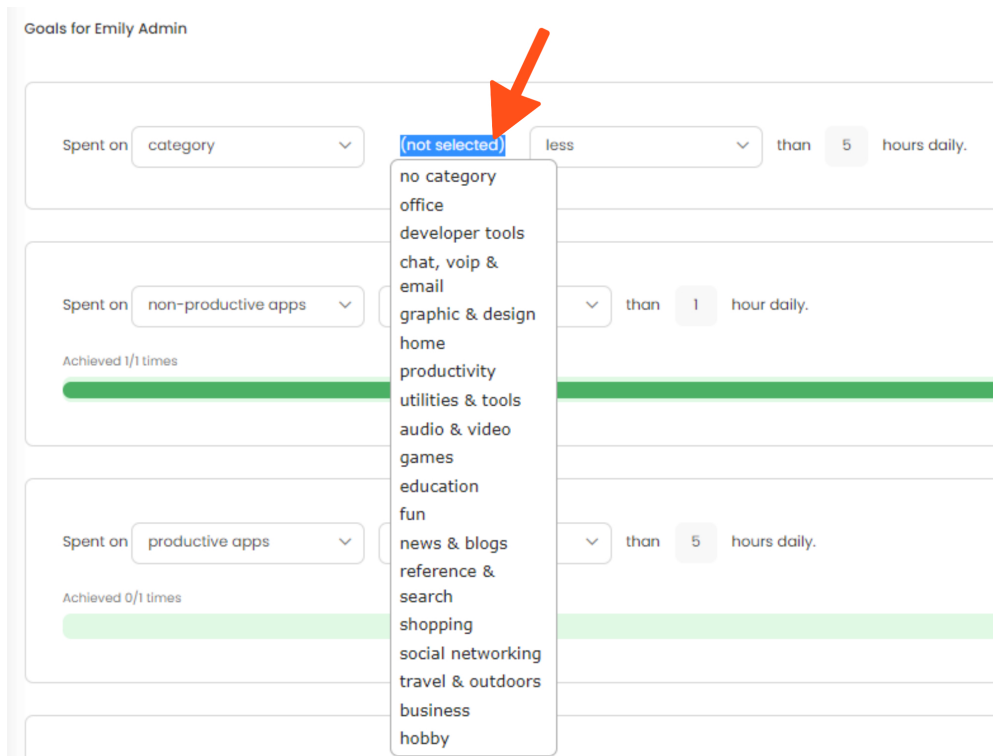 Goals for Emily Admin
Spent on category (not selected) less than 5 hours daily.
no category
office
developer tools
chat, voip &
email
graphic & design
home
productivity
utilities & tools
audio & video
games
education
fun
news & blogs
reference &
search
shopping
social networking
travel & outdoors
business
hobby
Spent on non-productive apps than 1 hour daily.
Achieved 1/1 times
Spent on productive apps than 5 hours daily.
Achieved 0/1 times